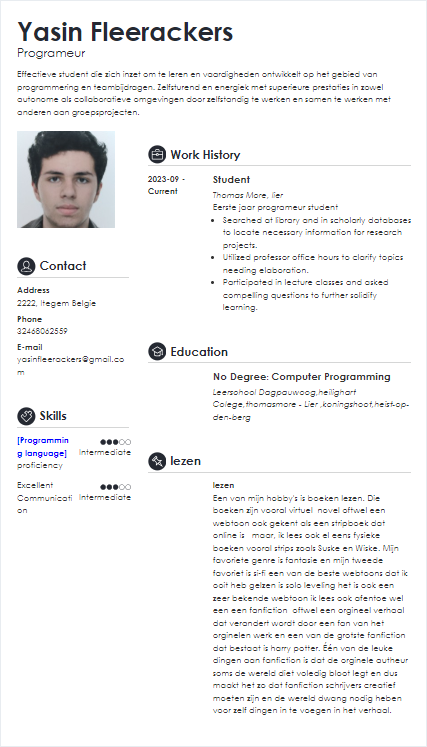 Yasin Fleerackers
Programeur
Effectieve student die zich inzet om te leren en vaardigheden ontwikkelt op het gebied van
programmering en teambijdragen. Zelfsturend en energiek met superieure prestaties in zowel
autonome als collaboratieve omgevingen door zelfstandig te werken en samen te werken met
anderen aan groepsprojecten.
Contact
Address
2222, Itegem Belgie
Phone
32468062559
E-mail
yasinfleerackers@gmail.co
m
Skills
[Programmin
g language]
proficiency
Intermediate
Excellent
Communicati
on
Intermediate
Work History
2023-09 -
Current
Student
Thomas More, lier
Eerste jaar programeur student
• Searched at library and in scholarly databases
to locate necessary information for research
projects.
• Utilized professor office hours to clarify topics
needing elaboration.
• Participated in lecture classes and asked
compelling questions to further solidify
learning.
Education
No Degree: Computer Programming
Leerschool Dagpauwoog,heilighart
Colege,thomasmore - Lier ,koningshooft,heist-op-
den-berg
lezen
lezen
Een van mijn hobby's is boeken lezen. Die
boeken zijn vooral virtuel  novel oftwel een
webtoon ook gekent als een stripboek dat
online is   maar, ik lees ook el eens fysieke
boeken vooral strips zoals Suske en Wiske. Mijn
favoriete genre is fantasie en mijn tweede
favoriet is si-fi een van de beste webtoons dat ik
ooit heb gelzen is solo leveling het is ook een
zeer bekende webtoon ik lees ook afentoe wel
een een fanfiction  oftwel een orgineel verhaal
dat verandert wordt door een fan van het
orginelen werk en een van de grotste fanfiction
dat bestaat is harry potter. Één van de leuke
dingen aan fanfiction is dat de orginele autheur
soms de wereld diet voledig bloot legt en dus
maakt het zo dat fanfiction schrijvers creatief
moeten zijn en de wereld dwang nodig heben
voor zelf dingen in te voegen in het verhaal.